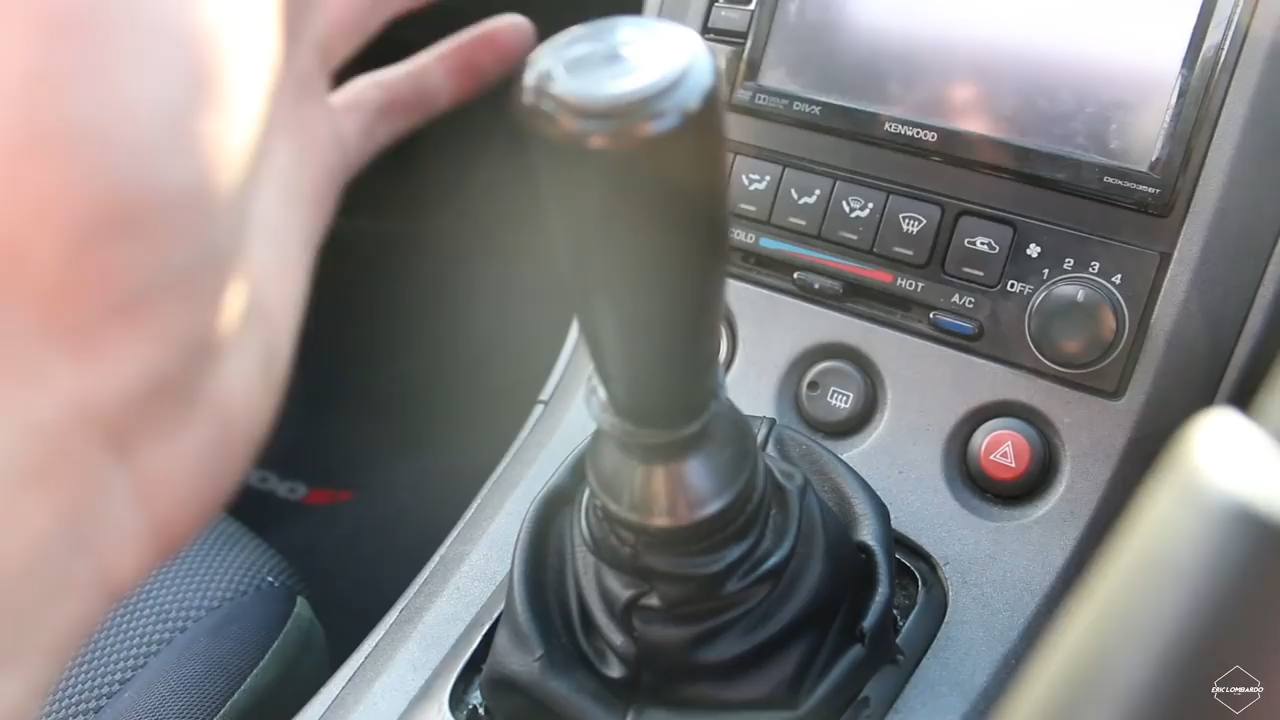 DIVX
KENWOOD
DDX3035BT
COLD
HOT
A/C
OFF 1 2 3 4
ERIC LOMBARDO